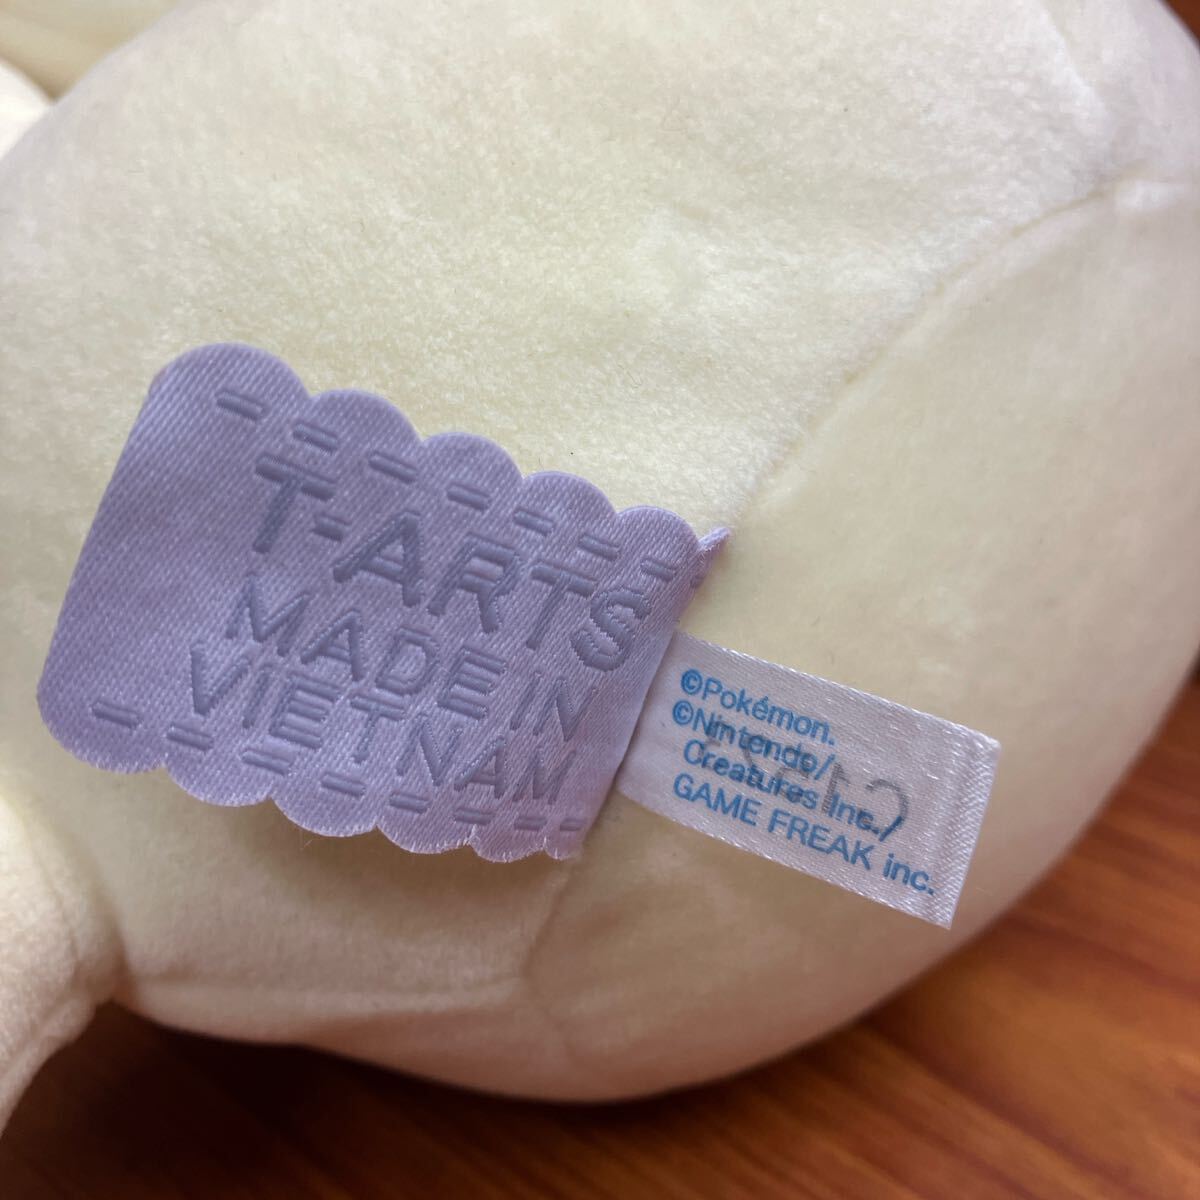 T-ARTS
MADE IN
VIETNAM
©Pokémon.
©Nintendo/
Creatures Inc./
GAME FREAK inc.